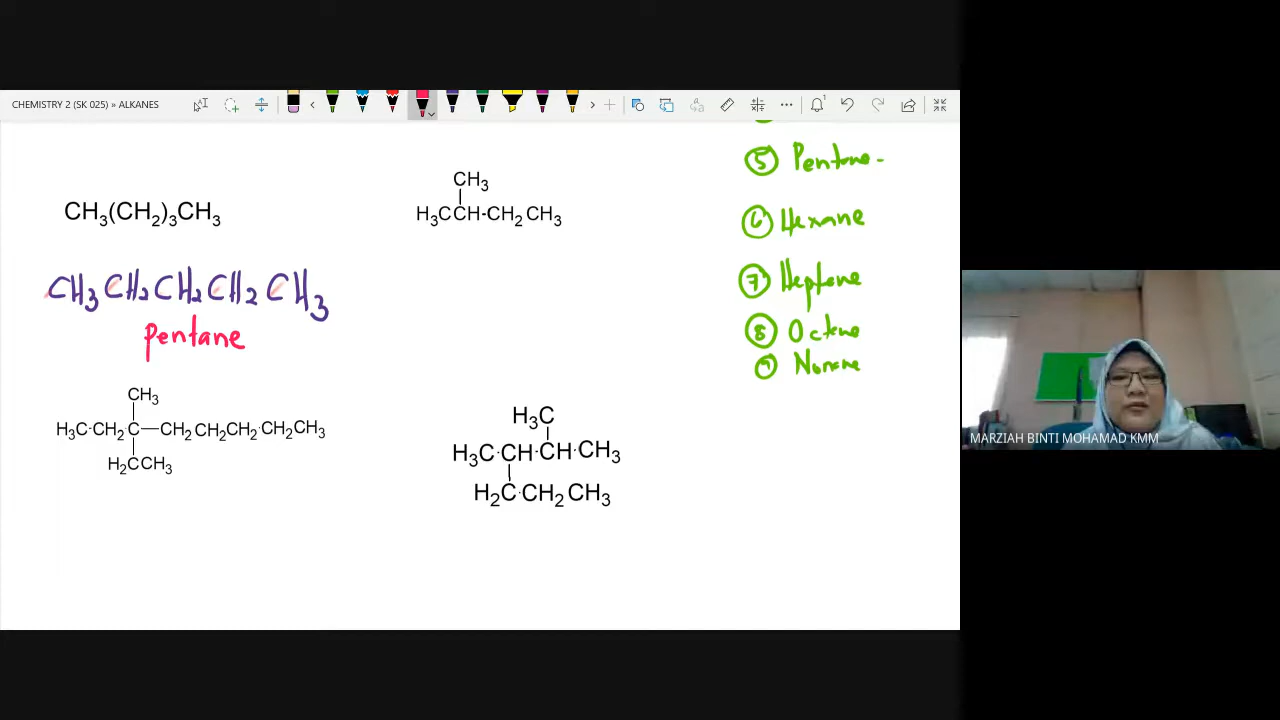 CHEMISTRY 2 (SK 025) » ALKANES
CH₃(CH₂)₃CH₃
CH₃
H₃CCH-CH₂CH₃
CH₃CH₂CH₂CH₂CH₃
pentane
CH₃
H₃C-CH₂C—CH₂CH₂CH₂·CH₂CH₃
H₂CCH₃
H₃C
H₃C·CH·CH·CH₃
H₂C·CH₂CH₃
5 Pentane-
6 Hexane
7 Heptane
8 Octane
9 Nonane
MARZIAH BINTI MOHAMAD KMM